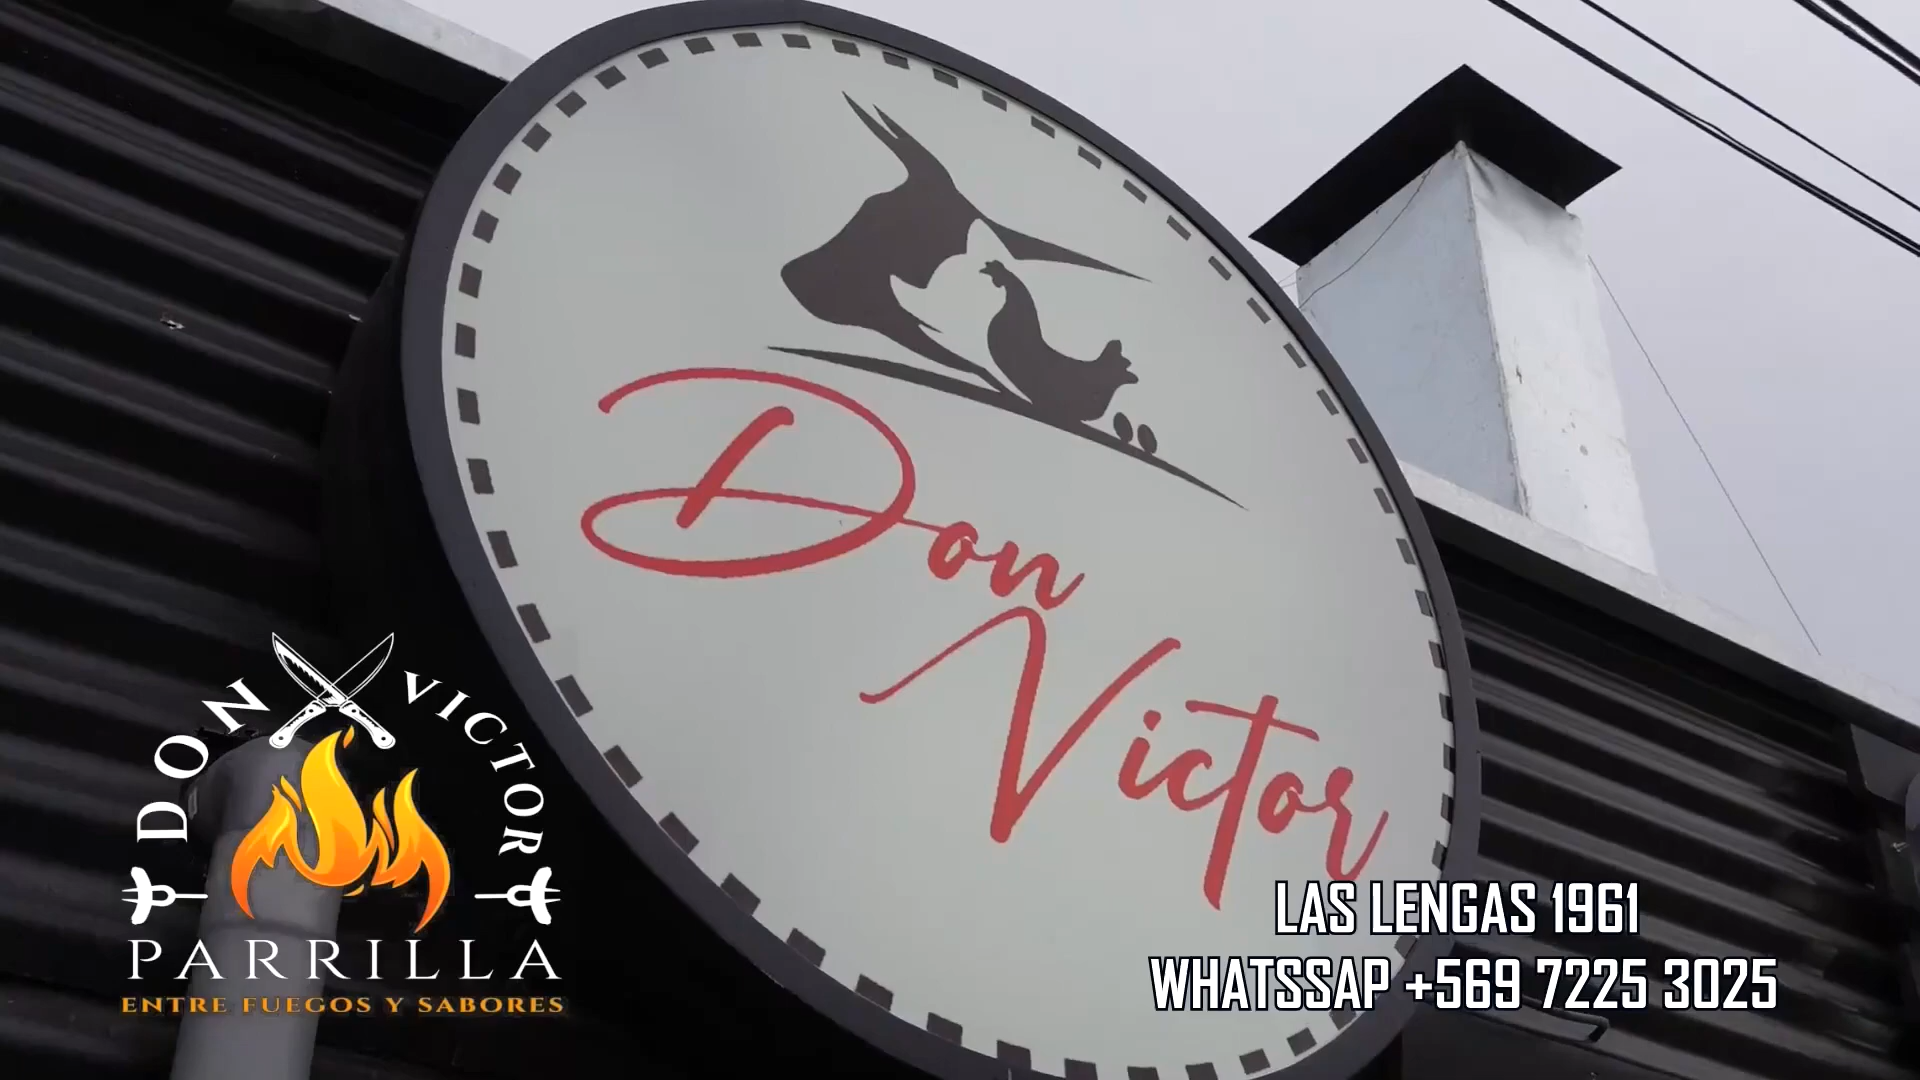 Don
Victor
DON VICTOR
PARRILLA
ENTRE FUEGOS Y SABORES
LAS LENGAS 1961
WHATSSAP +569 7225 3025